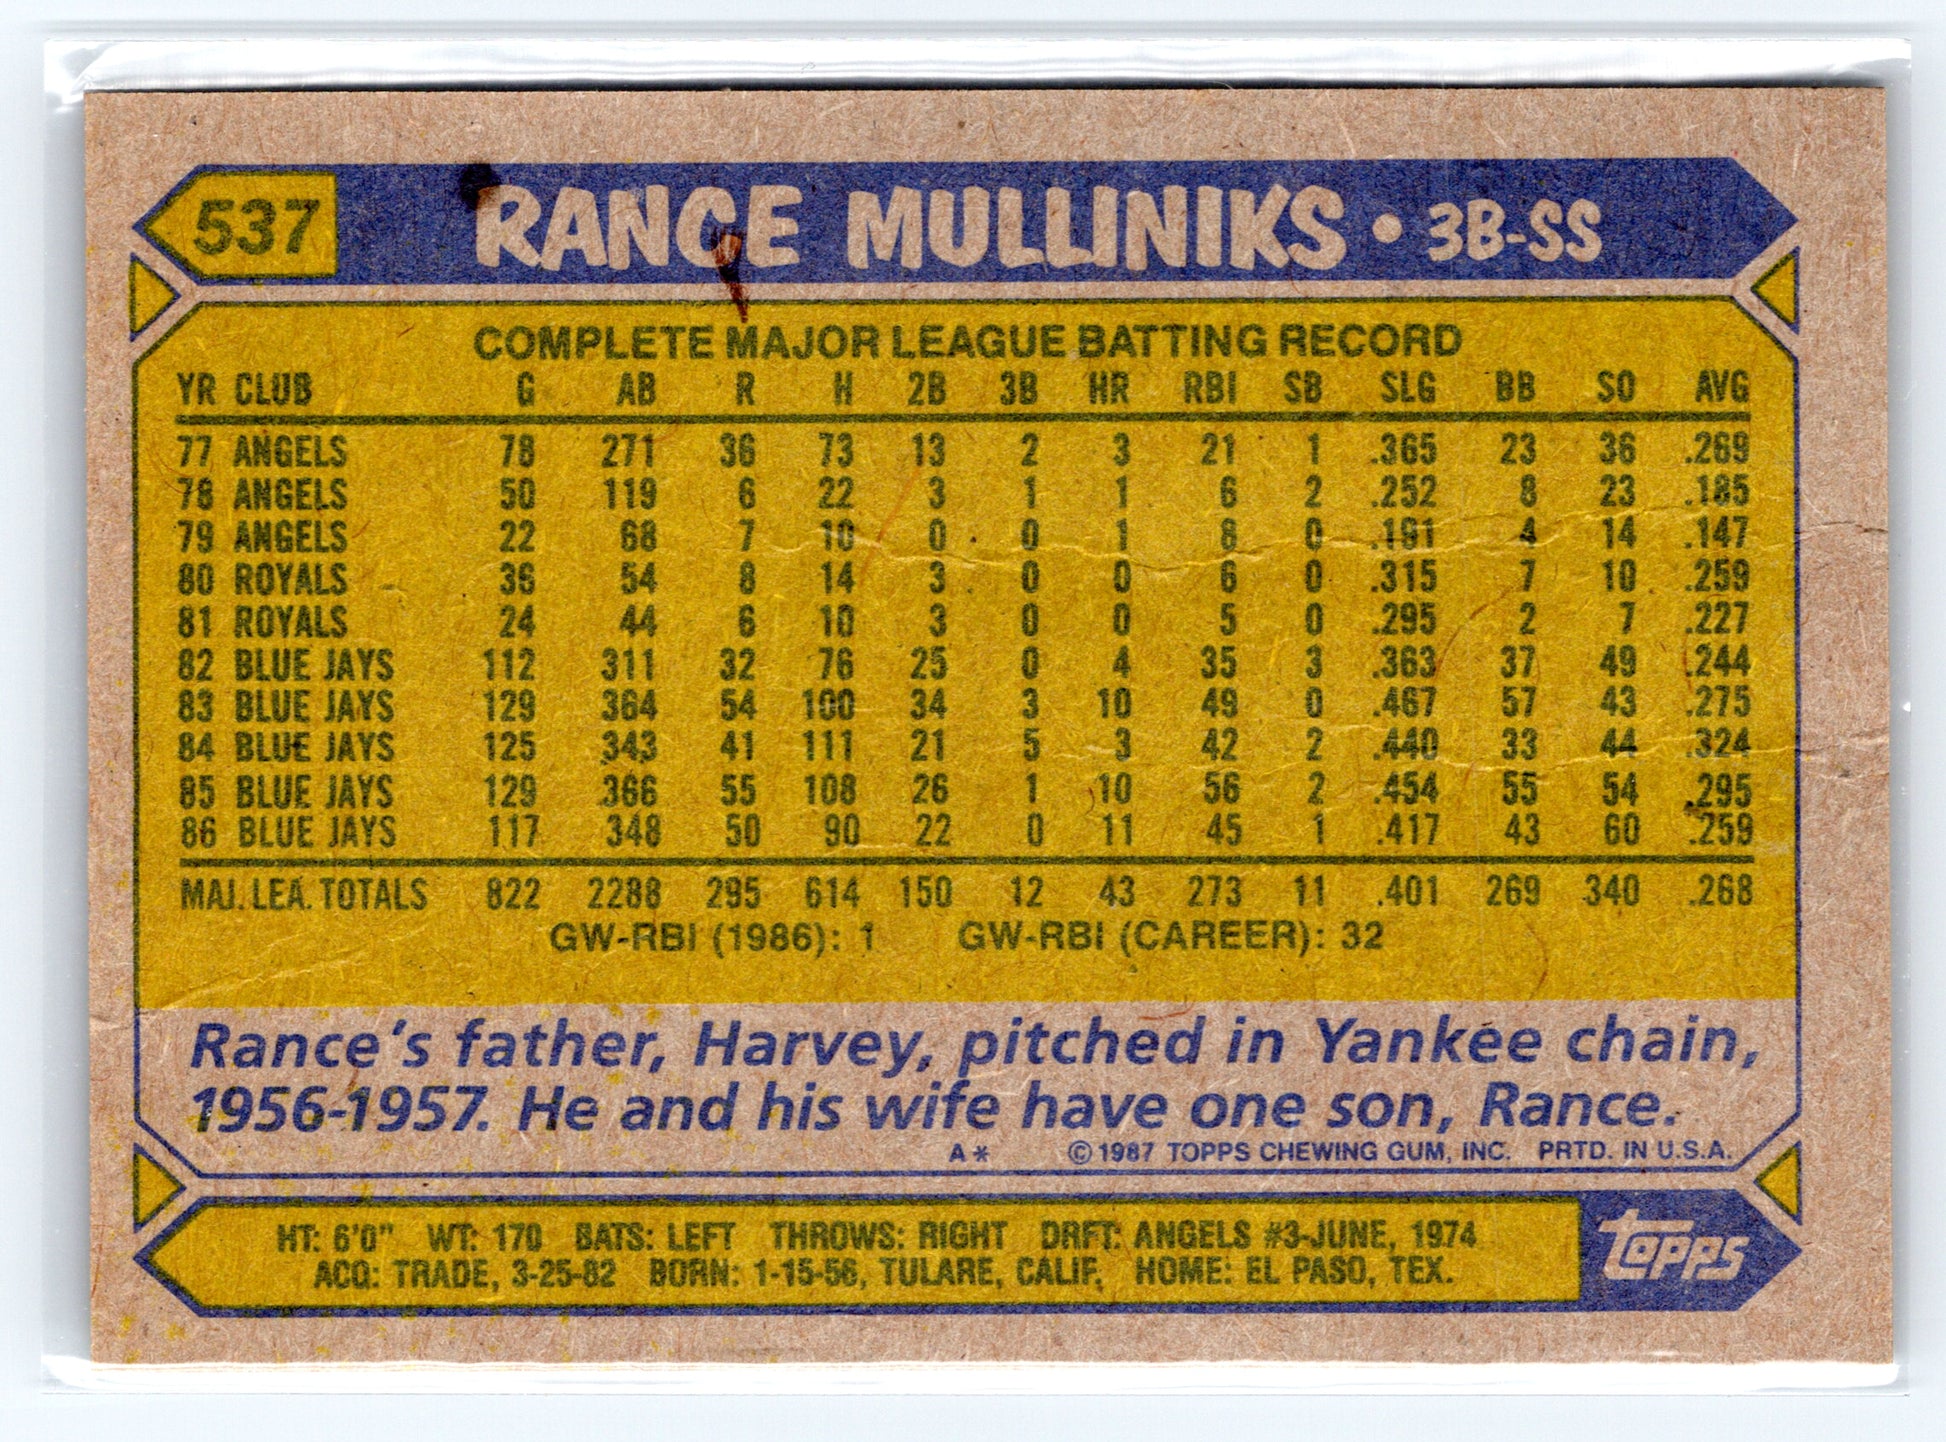 537 RANCE MULLINIKS • 3B-SS
COMPLETE MAJOR LEAGUE BATTING RECORD
YR CLUB G AB R H 2B 3B HR RBI SB SLG BB SO AVG
77 ANGELS 78 271 36 73 13 2 3 21 1 .365 23 36 .269
78 ANGELS 50 119 6 22 3 1 1 6 2 .252 8 23 .185
79 ANGELS 22 68 7 10 0 0 1 8 0 .191 4 14 .147
80 ROYALS 36 54 8 14 3 0 0 6 0 .315 7 10 .259
81 ROYALS 24 44 6 10 3 0 0 5 0 .295 2 7 .227
82 BLUE JAYS 112 311 32 76 25 0 4 35 3 .363 37 49 .244
83 BLUE JAYS 129 364 54 100 34 3 10 49 0 .467 57 43 .275
84 BLUE JAYS 125 343 41 111 21 5 3 42 2 .440 33 44 .324
85 BLUE JAYS 129 366 55 108 26 1 10 56 2 .454 55 54 .295
86 BLUE JAYS 117 348 50 90 22 0 11 45 1 .417 43 60 .259
MAJ. LEA. TOTALS 822 2288 295 614 150 12 43 273 11 .401 269 340 .268
GW-RBI (1986): 1 GW-RBI (CAREER): 32
Rance's father, Harvey, pitched in Yankee chain,
1956-1957. He and his wife have one son, Rance.
A* © 1987 TOPPS CHEWING GUM, INC. PRTD. IN U.S.A.
HT: 6'0" WT: 170 BATS: LEFT THROWS: RIGHT DRFT: ANGELS #3-JUNE, 1974
ACQ: TRADE, 3-25-82 BORN: 1-15-56, TULARE, CALIF. HOME: EL PASO, TEX.
topps